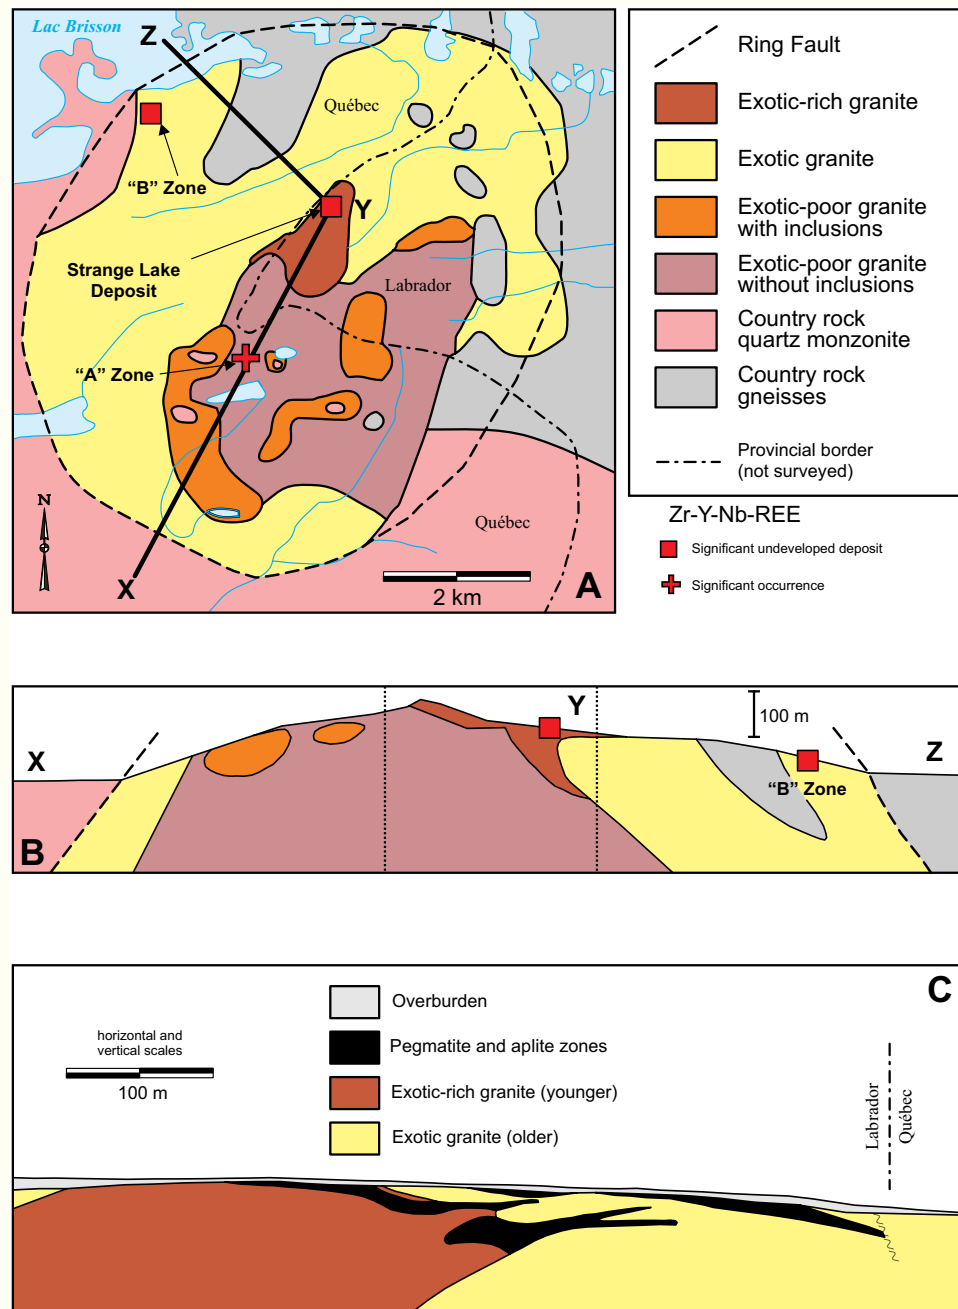 Lac Brisson
Z
Québec
"B" Zone
Y
Strange Lake
Deposit
Labrador
"A" Zone
N
Québec
X
2 km
A
Ring Fault
Exotic-rich granite
Exotic granite
Exotic-poor granite
with inclusions
Exotic-poor granite
without inclusions
Country rock
quartz monzonite
Country rock
gneisses
Provincial border
(not surveyed)
Zr-Y-Nb-REE
Significant undeveloped deposit
Significant occurrence
X
Y
100 m
Z
"B" Zone
B
C
Overburden
Pegmatite and aplite zones
Exotic-rich granite (younger)
Exotic granite (older)
horizontal and
vertical scales
100 m
Labrador
Québec